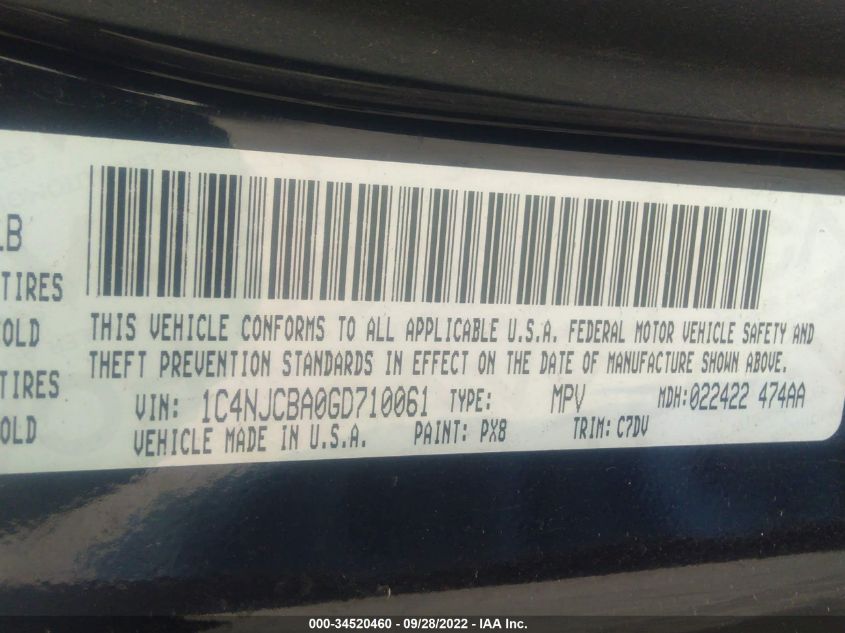 LB
TIRES
OLD
TIRES
OLD
THIS VEHICLE CONFORMS TO ALL APPLICABLE U.S.A. FEDERAL MOTOR VEHICLE SAFETY AND
THEFT PREVENTION STANDARDS IN EFFECT ON THE DATE OF MANUFACTURE SHOWN ABOVE.
VIN: 1C4NJCBA0GD710061 TYPE: MPV MDH:022422 474AA
VEHICLE MADE IN U.S.A. PAINT: PX8 TRIM: C7DV
000-34520460 - 09/28/2022 - IAA Inc.